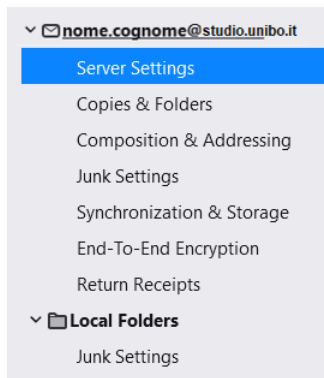 nome.cognome@studio.unibo.it
Server Settings
Copies & Folders
Composition & Addressing
Junk Settings
Synchronization & Storage
End-To-End Encryption
Return Receipts
Local Folders
Junk Settings